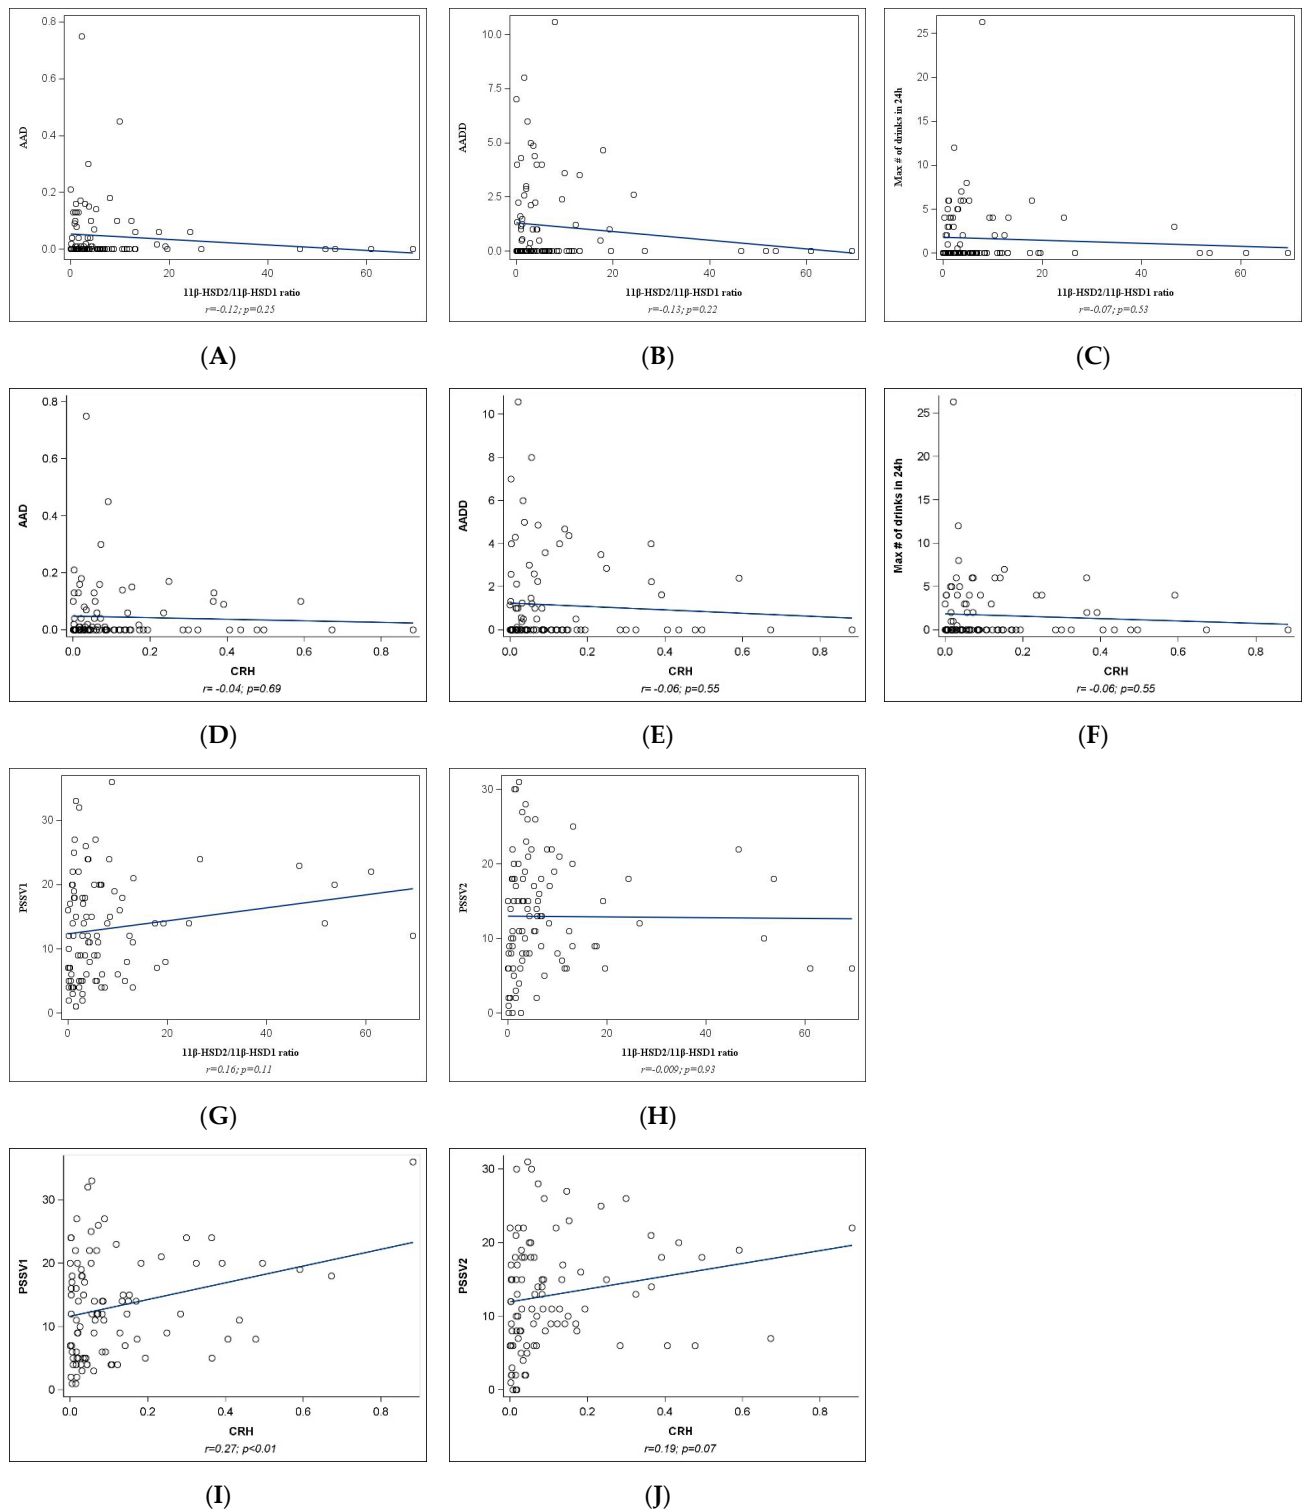 0.8
0.6
0.4
0.2
0.0
AAD
0 20 40 60
11β-HSD2/11β-HSD1 ratio
r=-0.12; p=0.25
(A)
10.0
7.5
5.0
2.5
0.0
AADD
0 20 40 60
11β-HSD2/11β-HSD1 ratio
r=-0.13; p=0.22
(B)
25
20
15
10
5
0
Max # of drinks in 24h
0 20 40 60
11β-HSD2/11β-HSD1 ratio
r=-0.07; p=0.53
(C)
0.8
0.6
0.4
0.2
0.0
AAD
0.0 0.2 0.4 0.6 0.8
CRH
r= -0.04; p=0.69
(D)
10
8
6
4
2
0
AADD
0.0 0.2 0.4 0.6 0.8
CRH
r= -0.06; p=0.55
(E)
25
20
15
10
5
0
Max # of drinks in 24h
0.0 0.2 0.4 0.6 0.8
CRH
r= -0.06; p=0.55
(F)
30
20
10
0
PSSV1
0 20 40 60
11β-HSD2/11β-HSD1 ratio
r=0.16; p=0.11
(G)
30
20
10
0
PSSV2
0 20 40 60
11β-HSD2/11β-HSD1 ratio
r=-0.009; p=0.93
(H)
30
20
10
0
PSSV1
0.0 0.2 0.4 0.6 0.8
CRH
r=0.27; p<0.01
(I)
30
20
10
0
PSSV2
0.0 0.2 0.4 0.6 0.8
CRH
r=0.19; p=0.07
(J)